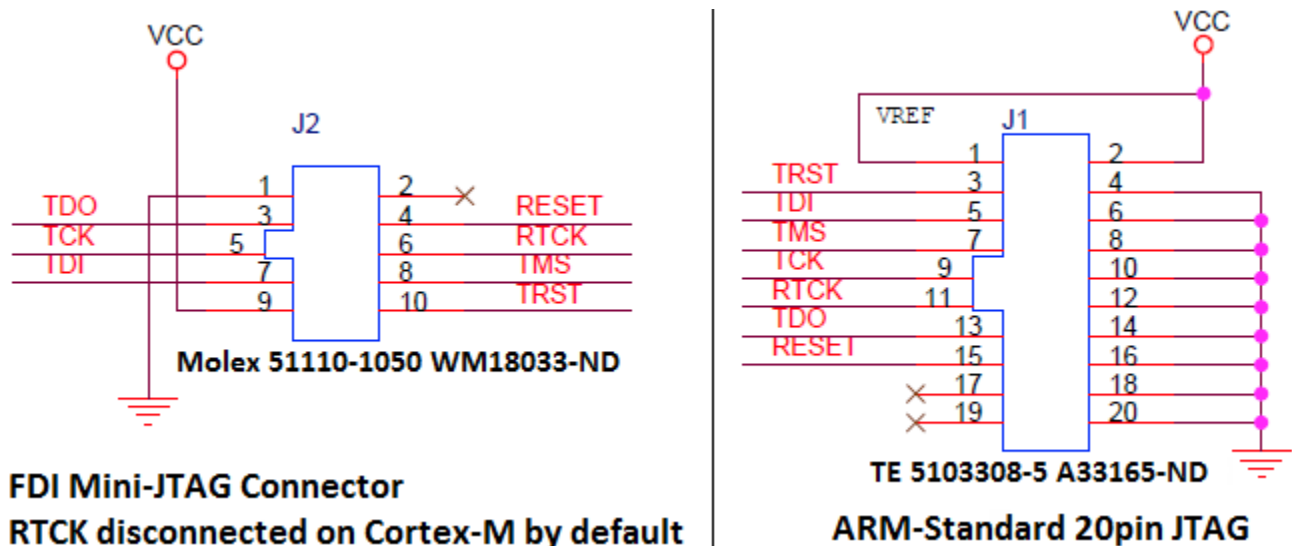 VCC
J2
1 2
TDO 3 4 RESET
TCK 5 6 RTCK
TDI 7 8 TMS
9 10 TRST
Molex 51110-1050 WM18033-ND
FDI Mini-JTAG Connector
RTCK disconnected on Cortex-M by default
VCC
VREF J1
1 2
TRST 3 4
TDI 5 6
TMS 7 8
TCK 9 10
RTCK 11 12
TDO 13 14
RESET 15 16
17 18
19 20
TE 5103308-5 A33165-ND
ARM-Standard 20pin JTAG